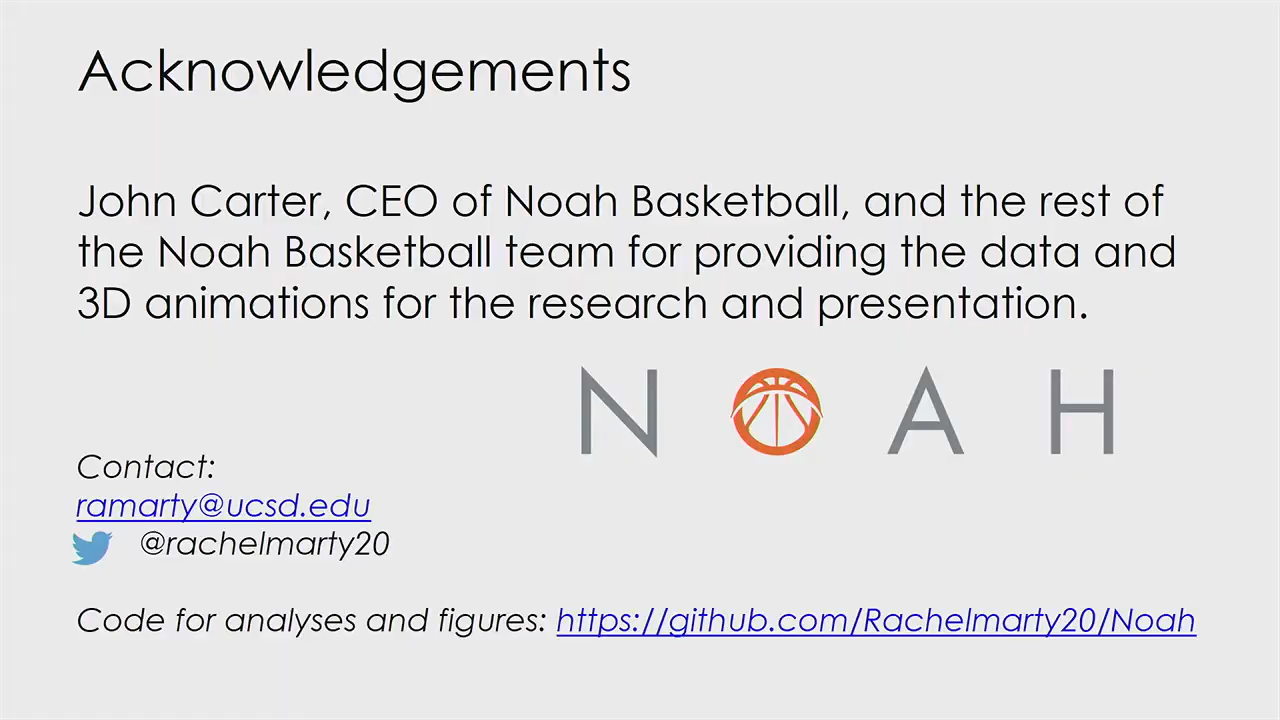 Acknowledgements
John Carter, CEO of Noah Basketball, and the rest of
the Noah Basketball team for providing the data and
3D animations for the research and presentation.
NOAH
Contact:
ramarty@ucsd.edu
@rachelmarty20
Code for analyses and figures: https://github.com/Rachelmarty20/Noah